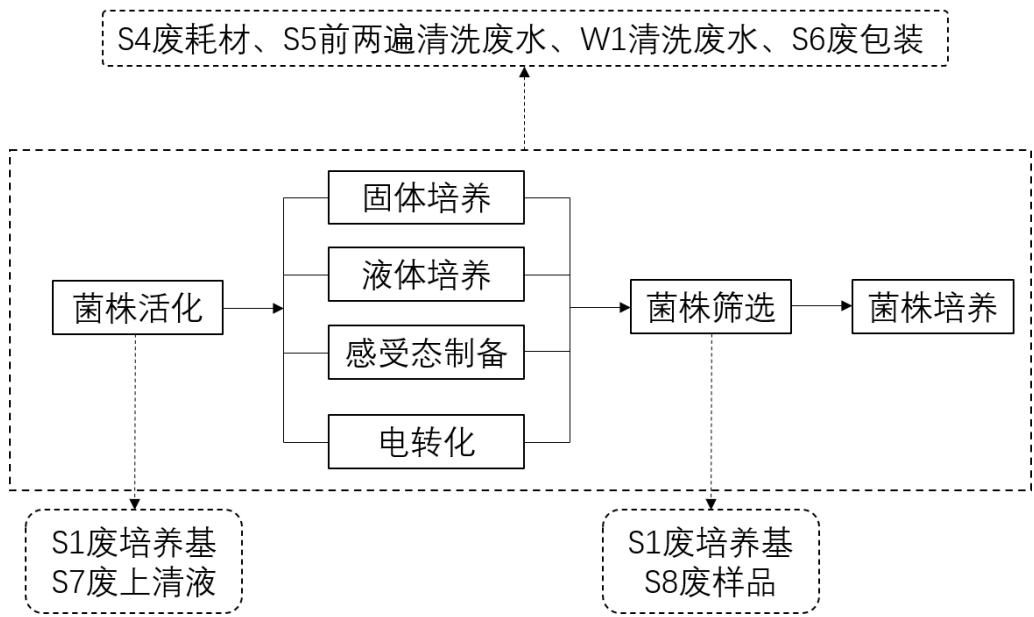 S4废耗材、S5前两遍清洗废水、W1清洗废水、S6废包装
固体培养
液体培养
菌株活化
菌株筛选
菌株培养
感受态制备
电转化
S1废培养基
S7废上清液
S1废培养基
S8废样品